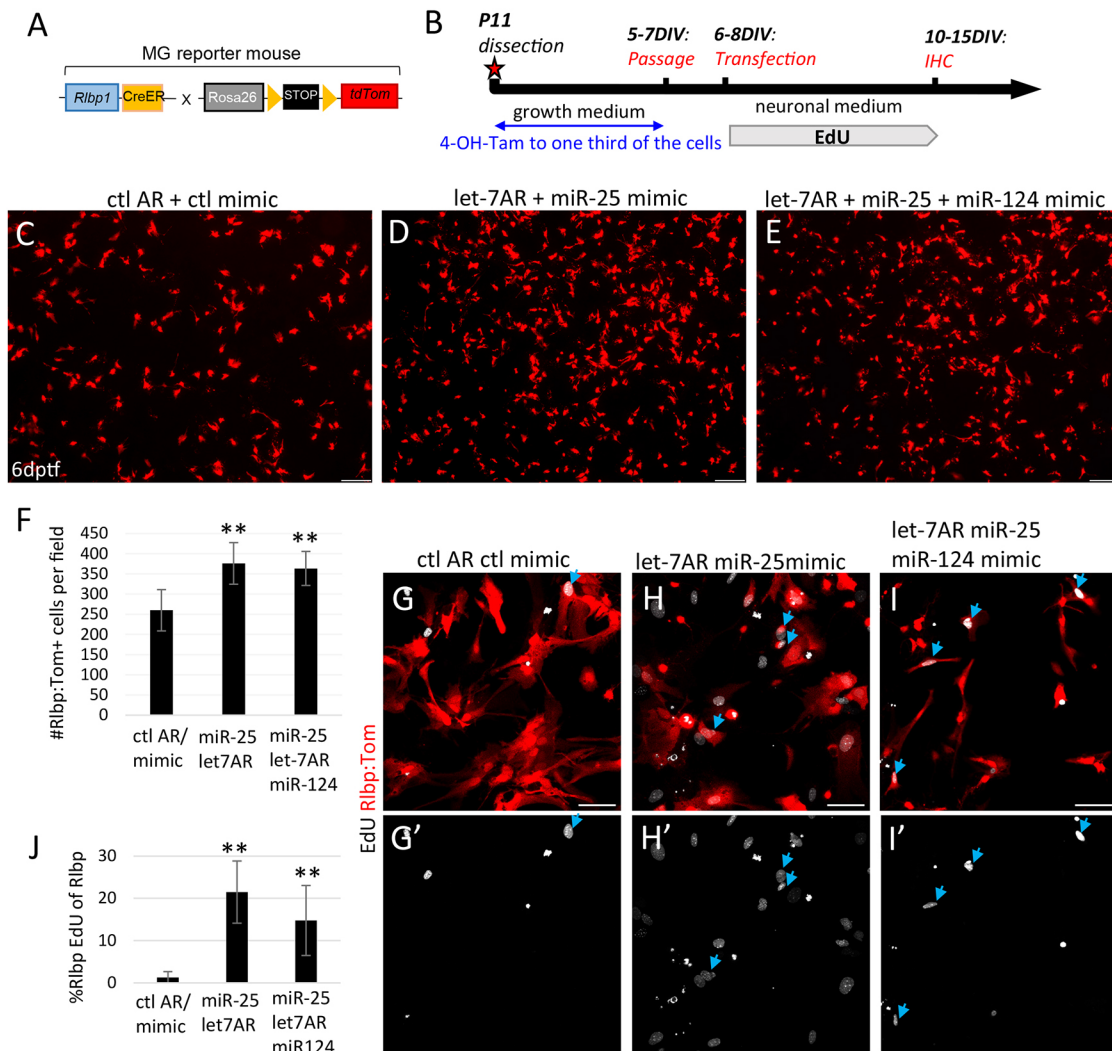 A
MG reporter mouse
Rlbp1
CreER
X
Rosa26
STOP
tdTom
B
P11
dissection
5-7DIV:
Passage
6-8DIV:
Transfection
10-15DIV:
IHC
growth medium
neuronal medium
4-OH-Tam to one third of the cells
EdU
ctl AR + ctl mimic
let-7AR + miR-25 mimic
let-7AR + miR-25 + miR-124 mimic
C
D
E
6dptf
F
#Rlbp:Tom+ cells per field
450
400
350
300
250
200
150
100
50
0
**
**
ctl AR/
mimic
miR-25
let7AR
miR-25
let-7AR
miR-124
ctl AR ctl mimic
let-7AR miR-25mimic
let-7AR miR-25
miR-124 mimic
EdU Rlbp:Tom
G
H
I
G'
H'
I'
J
%Rlbp EdU of Rlbp
30
20
10
0
**
**
ctl AR/
mimic
miR-25
let7AR
miR-25
let7AR
miR124